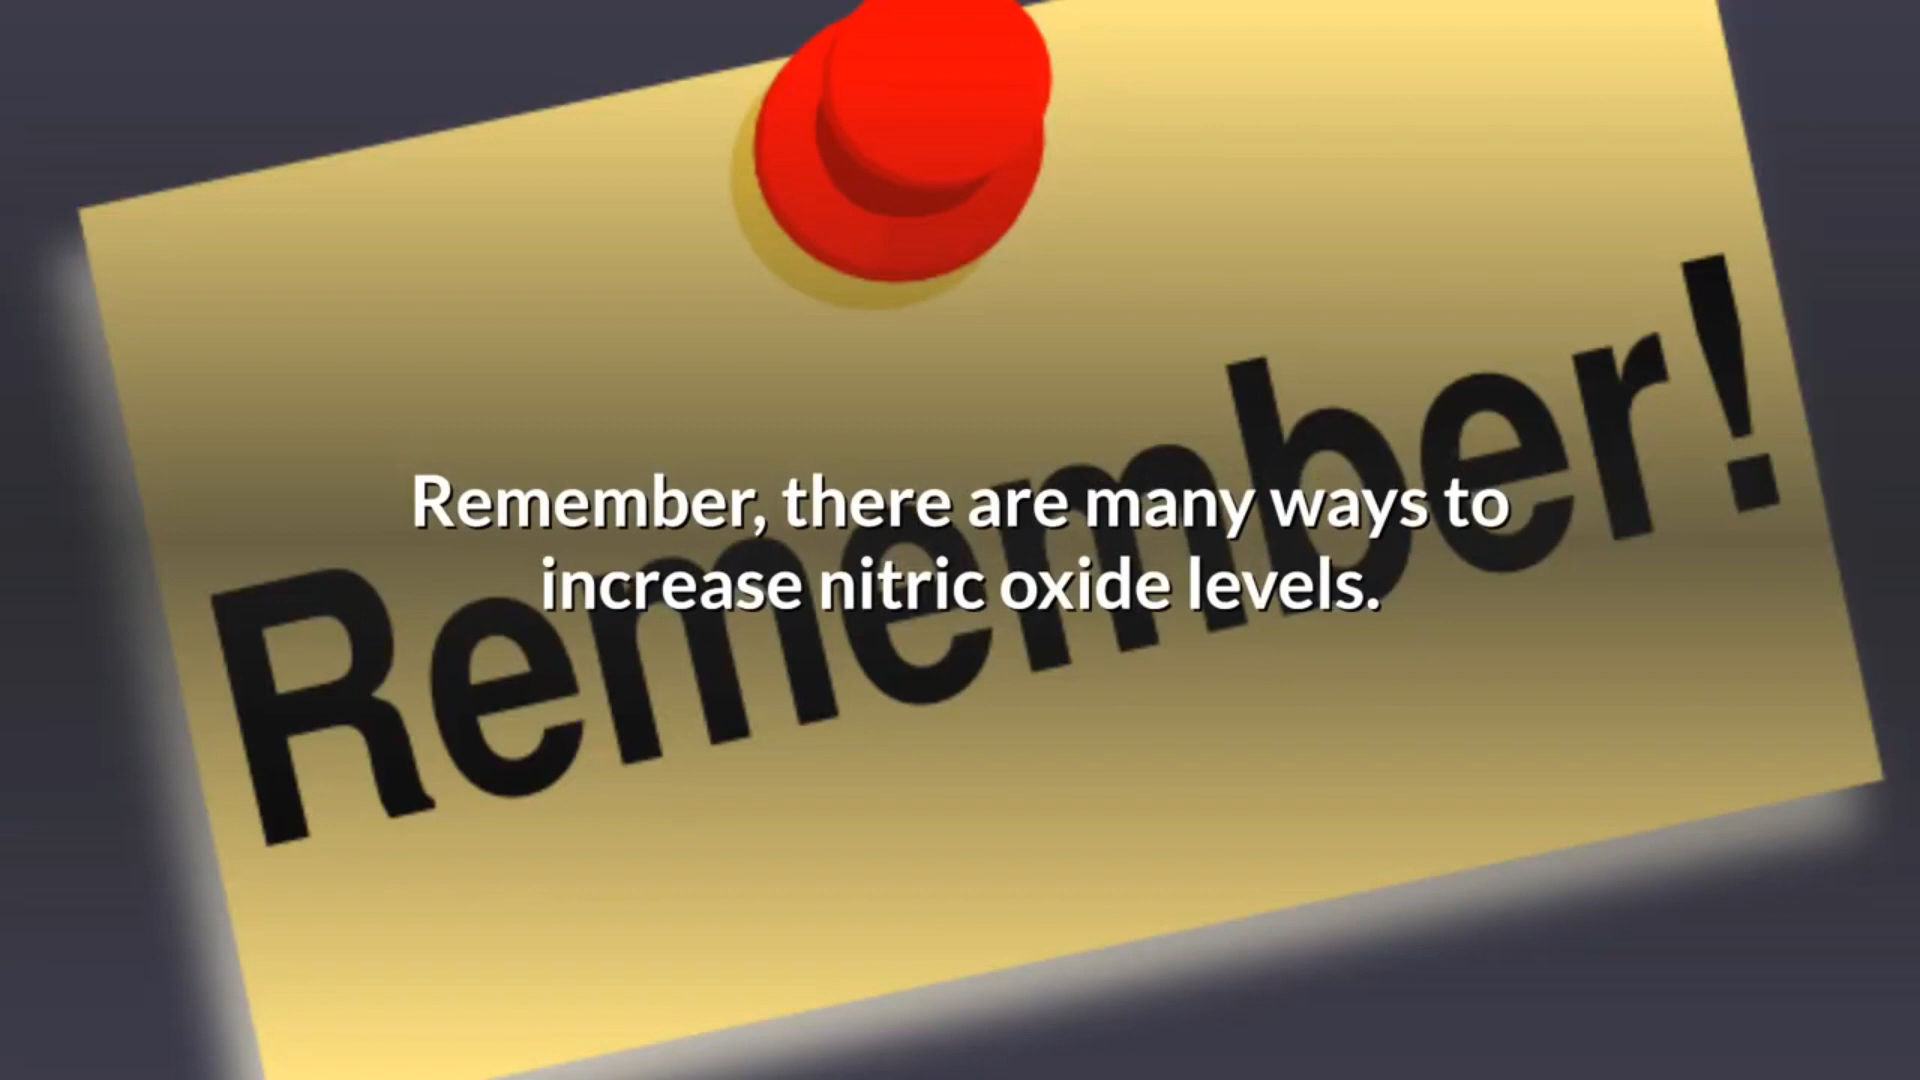 Remember!
Remember, there are many ways to
increase nitric oxide levels.